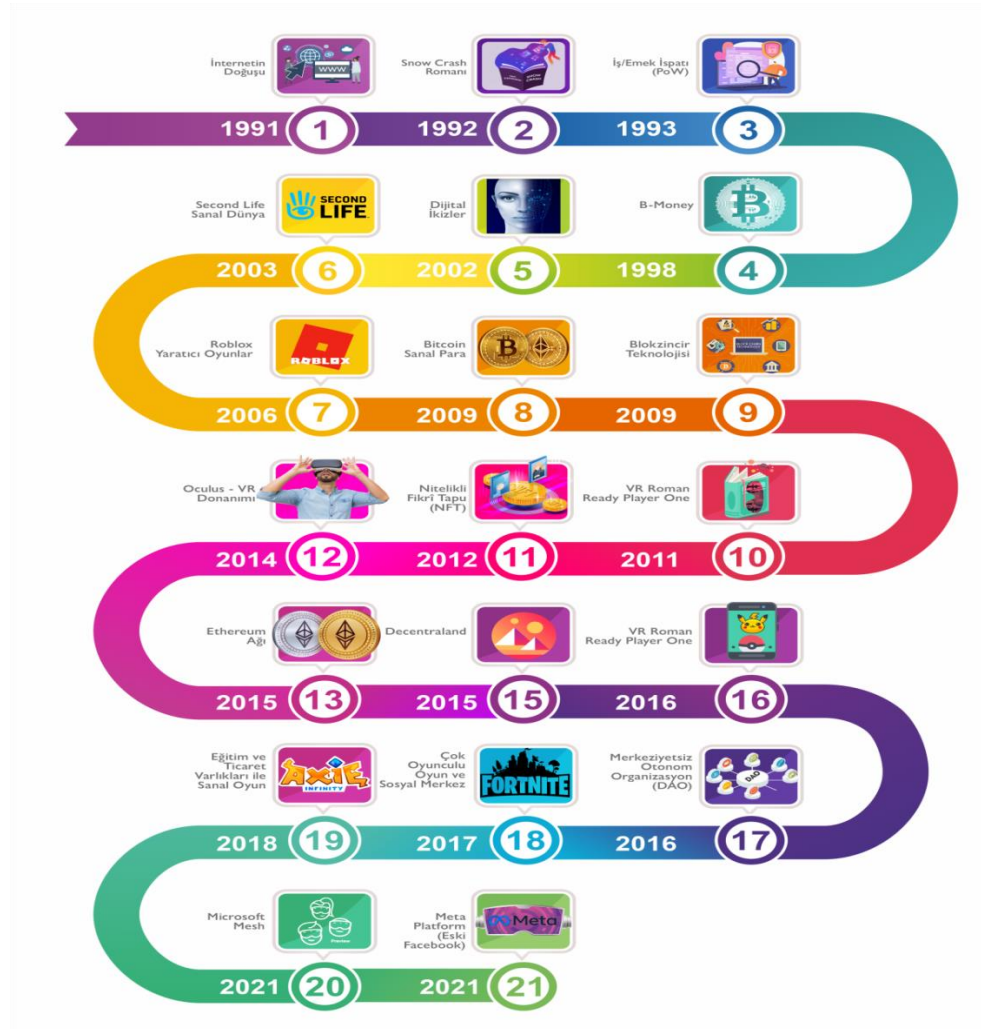 İnternetin
Doğuşu
WWW
1991
1
Snow Crash
Romanı
1992
2
İş/Emek İspatı
(PoW)
1993
3
B-Money
1998
4
Dijital
İkizler
2002
5
Second Life
Sanal Dünya
SECOND
LIFE
2003
6
Roblox
Yaratıcı Oyunlar
ROBLOX
2006
7
Bitcoin
Sanal Para
2009
8
Blokzincir
Teknolojisi
2009
9
VR Roman
Ready Player One
2011
10
Nitelikli
Fikrî Tapu
(NFT)
2012
11
Oculus - VR
Donanımı
2014
12
Ethereum
Ağı
2015
13
Decentraland
2015
15
VR Roman
Ready Player One
2016
16
Merkeziyetsiz
Otonom
Organizasyon
(DAO)
DAO
2016
17
Çok
Oyunculu
Oyun ve
Sosyal Merkez
FORTNITE
2017
18
Eğitim ve
Ticaret
Varlıkları ile
Sanal Oyun
AXIE
INFINITY
2018
19
Microsoft
Mesh
Preview
2021
20
Meta
Platform
(Eski
Facebook)
Meta
2021
21